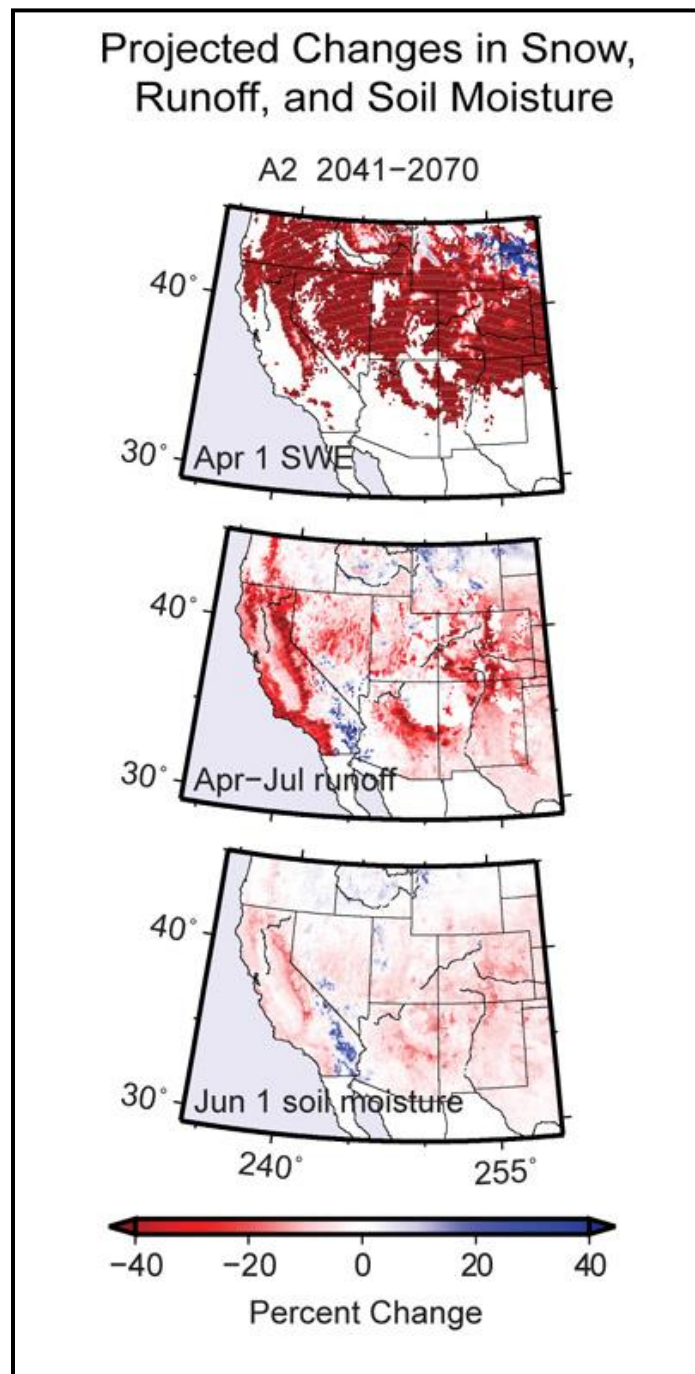 Projected Changes in Snow,
Runoff, and Soil Moisture
A2 2041–2070
40°
30°
Apr 1 SWE
40°
30°
Apr–Jul runoff
40°
30°
Jun 1 soil moisture
240° 255°
−40 −20 0 20 40
Percent Change